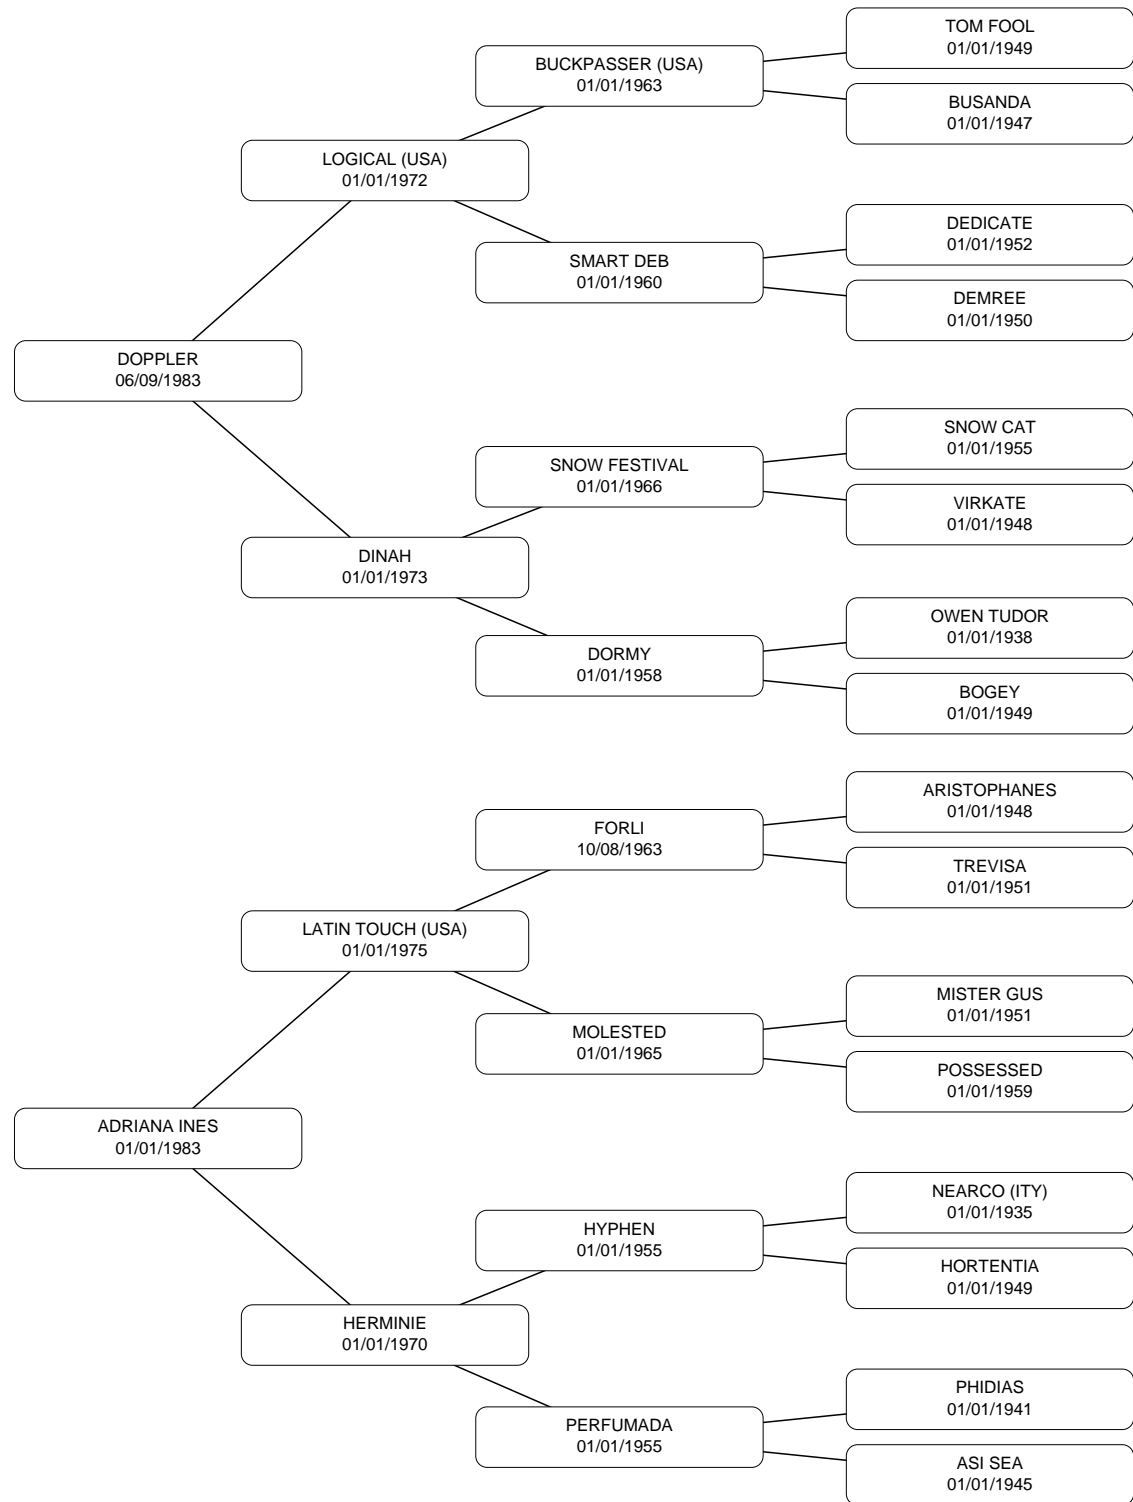 TOM FOOL
01/01/1949
BUCKPASSER (USA)
01/01/1963
BUSANDA
01/01/1947
LOGICAL (USA)
01/01/1972
DEDICATE
01/01/1952
SMART DEB
01/01/1960
DEMREE
01/01/1950
DOPPLER
06/09/1983
SNOW CAT
01/01/1955
SNOW FESTIVAL
01/01/1966
VIRKATE
01/01/1948
DINAH
01/01/1973
OWEN TUDOR
01/01/1938
DORMY
01/01/1958
BOGEY
01/01/1949
ARISTOPHANES
01/01/1948
FORLI
10/08/1963
TREVISA
01/01/1951
LATIN TOUCH (USA)
01/01/1975
MISTER GUS
01/01/1951
MOLESTED
01/01/1965
POSSESSED
01/01/1959
ADRIANA INES
01/01/1983
NEARCO (ITY)
01/01/1935
HYPHEN
01/01/1955
HORTENTIA
01/01/1949
HERMINIE
01/01/1970
PHIDIAS
01/01/1941
PERFUMADA
01/01/1955
ASI SEA
01/01/1945